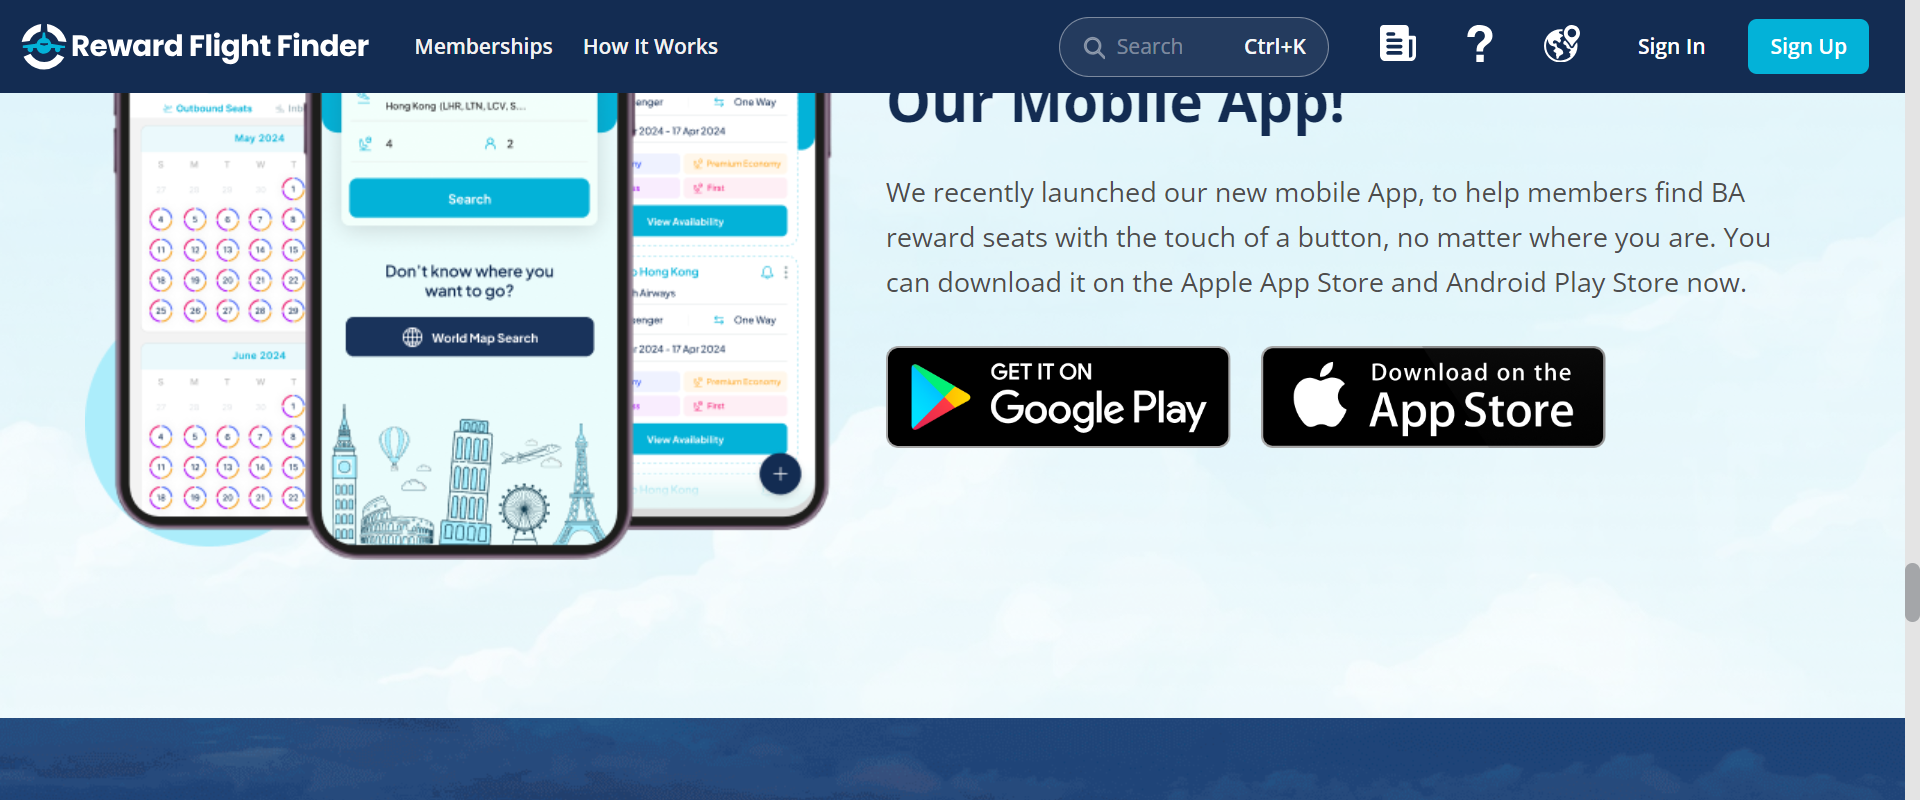 Reward Flight Finder
Memberships
How It Works
Search
Ctrl+K
Sign In
Sign Up
Outbound Seats
May 2024
S M T W T
27 28 29 30 1
4 5 6 7 8
11 12 13 14 15
18 19 20 21 22
25 26 27 28 29
June 2024
S M T W T
27 28 29 30 1
4 5 6 7 8
11 12 13 14 15
18 19 20 21 22
Hong Kong (LHR, LTN, LCV, S...
4
2
Search
Don't know where you
want to go?
World Map Search
One Way
2024 - 17 Apr 2024
Premium Economy
First
View Availability
Hong Kong
Airways
One Way
2024 - 17 Apr 2024
Premium Economy
First
View Availability
Hong Kong
+
Our Mobile App!
We recently launched our new mobile App, to help members find BA
reward seats with the touch of a button, no matter where you are. You
can download it on the Apple App Store and Android Play Store now.
GET IT ON
Google Play
Download on the
App Store